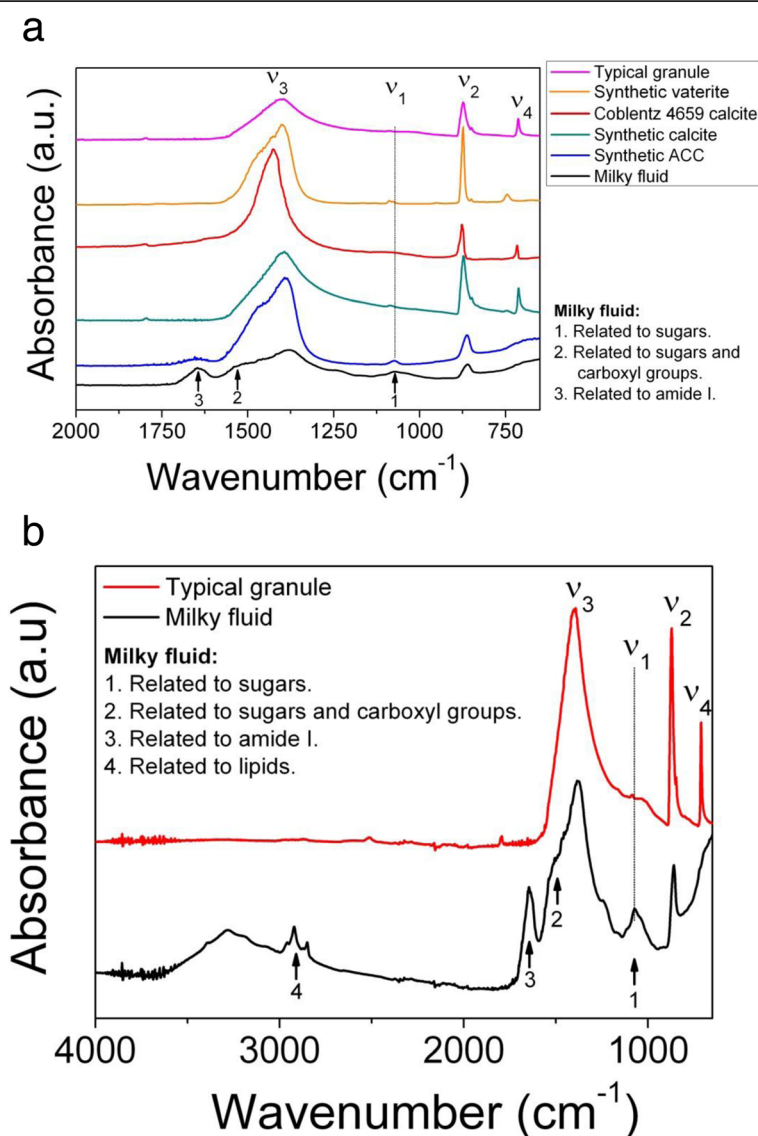 a
ν3
ν1
ν2
ν4
Typical granule
Synthetic vaterite
Coblentz 4659 calcite
Synthetic calcite
Synthetic ACC
Milky fluid
Absorbance (a.u.)
Milky fluid:
1. Related to sugars.
2. Related to sugars and
carboxyl groups.
3. Related to amide I.
3
2
1
2000 1750 1500 1250 1000 750
Wavenumber (cm-1)
b
Typical granule
Milky fluid
ν3
ν2
ν1
ν4
Milky fluid:
1. Related to sugars.
2. Related to sugars and carboxyl groups.
3. Related to amide I.
4. Related to lipids.
Absorbance (a.u)
4
3
2
1
4000 3000 2000 1000
Wavenumber (cm-1)